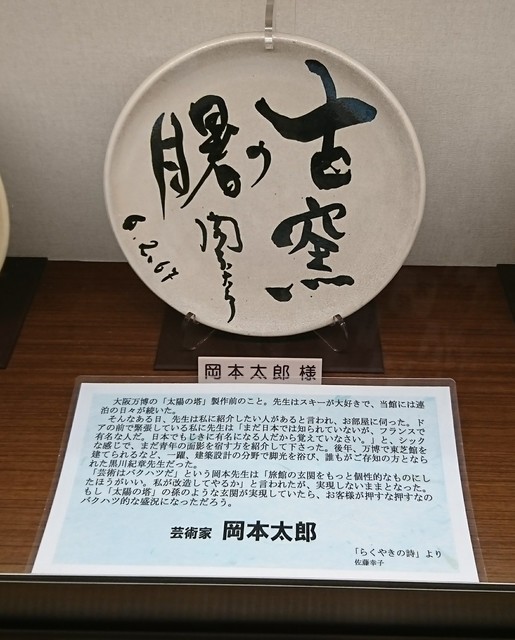 古窯
の
曙
岡本太郎
6.2.67
岡本太郎 様
大阪万博の「太陽の塔」製作前のこと。先生はスキーが大好きで、当館には連
泊の日々が続いた。
そんなある日、先生は私に紹介したい人があると言われ、お部屋に伺った。ド
アの前で緊張している私に先生は「まだ日本では知られていないが、フランスで
有名な人だ。日本でもじきに有名になる人だから覚えていなさい。」と、シック
な感じで、まだ青年の面影を宿す方を紹介して下さった。後年、万博で東芝館を
建てられるなど、一躍、建築設計の分野で脚光を浴び、誰もがご存知の方となら
れた黒川紀章先生だった。
「芸術はバクハツだ」という岡本先生は「旅館の玄関をもっと個性的なものにし
たほうがいい。私が改造してやるか」と言われたが、実現しないままとなった。
もし「太陽の塔」の孫のような玄関が実現していたら、お客様が押すな押すなの
バクハツ的な盛況になっただろう。
芸術家 岡本太郎
「らくやきの詩」より
佐藤幸子